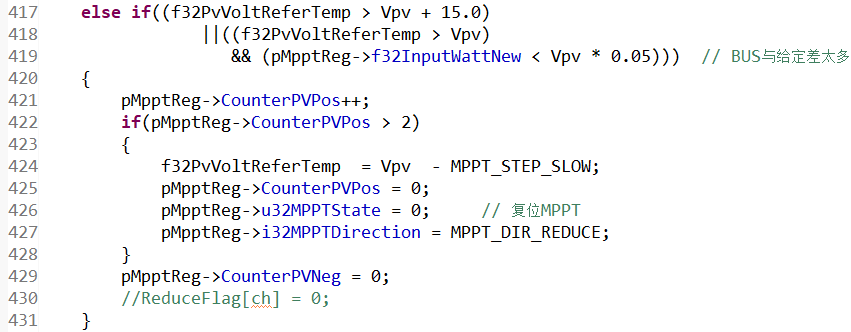 417 else if((f32PvVoltReferTemp > Vpv + 15.0)
418 ||((f32PvVoltReferTemp > Vpv)
419 && (pMpptReg->f32InputWattNew < Vpv * 0.05))) // BUS与给定差太多
420 {
421 pMpptReg->CounterPVPos++;
422 if(pMpptReg->CounterPVPos > 2)
423 {
424 f32PvVoltReferTemp = Vpv - MPPT_STEP_SLOW;
425 pMpptReg->CounterPVPos = 0;
426 pMpptReg->u32MPPTState = 0; // 复位MPPT
427 pMpptReg->i32MPPTDirection = MPPT_DIR_REDUCE;
428 }
429 pMpptReg->CounterPVNeg = 0;
430 //ReduceFlag[ch] = 0;
431 }